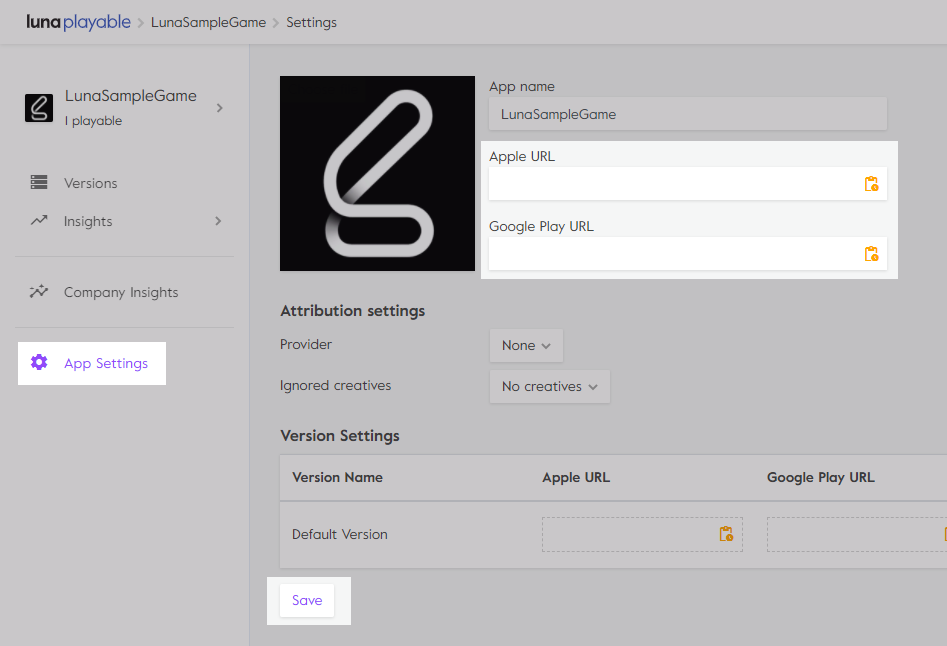 luna playable > LunaSampleGame > Settings
LunaSampleGame
1 playable
Versions
Insights
Company Insights
App Settings
App name
LunaSampleGame
Apple URL
Google Play URL
Attribution settings
Provider
None
Ignored creatives
No creatives
Version Settings
Version Name Apple URL Google Play URL
Default Version
Save